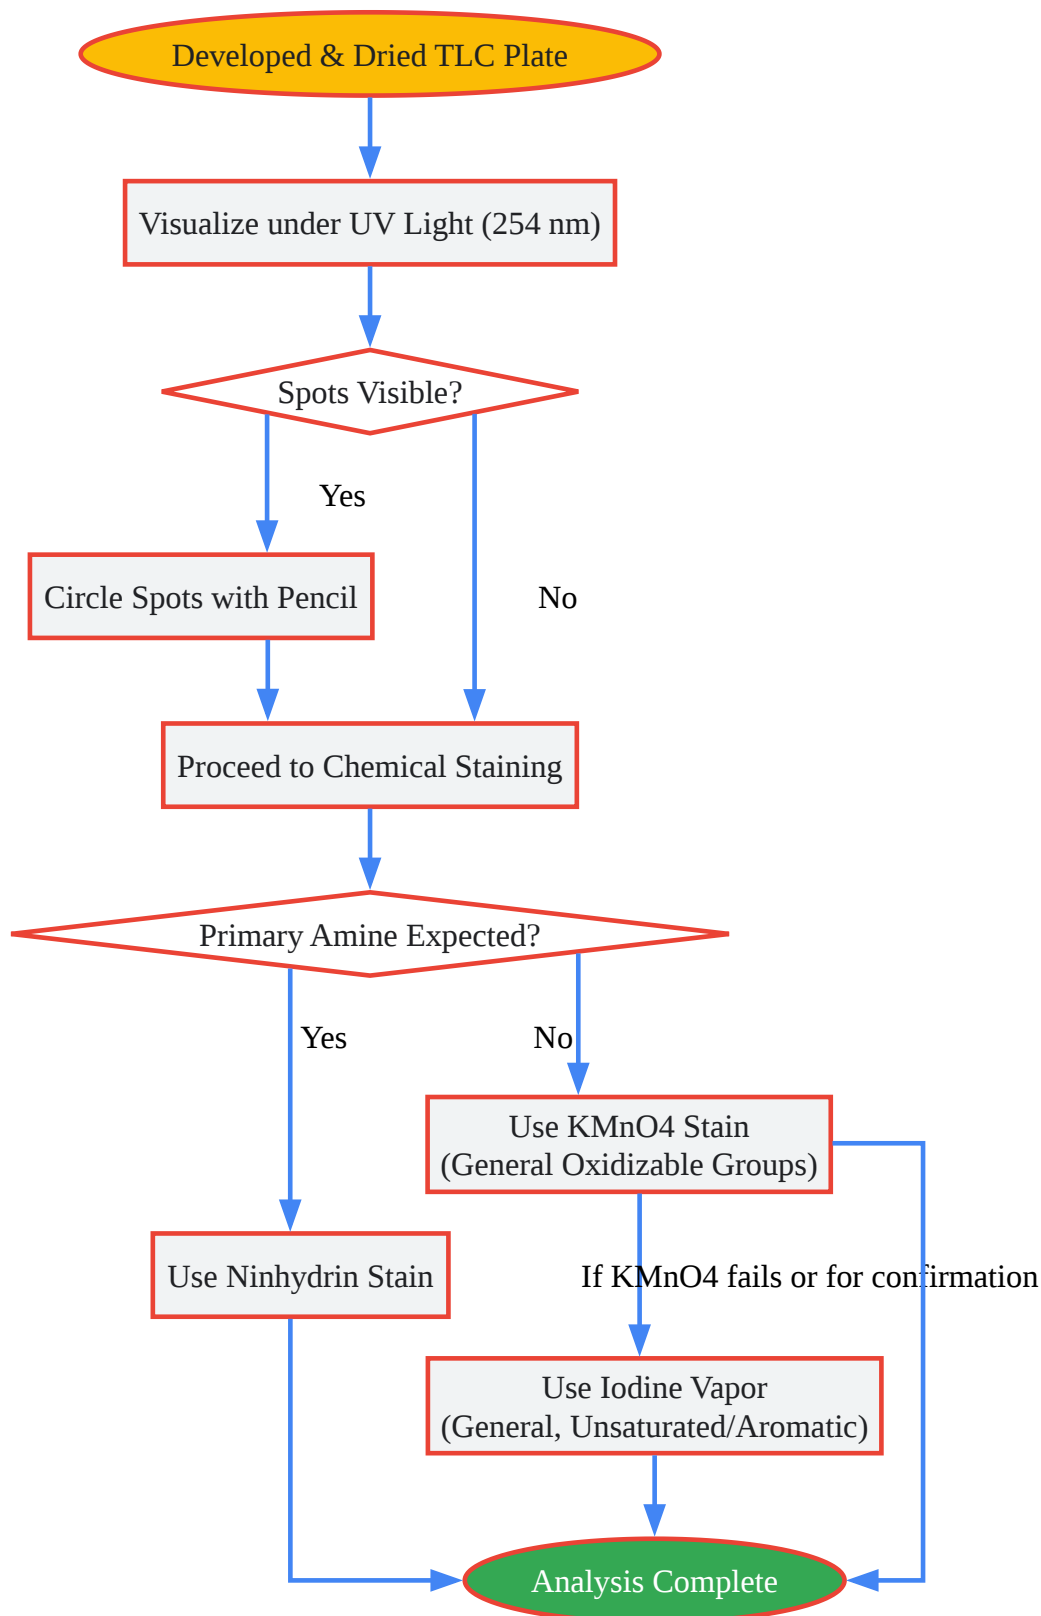 Developed & Dried TLC Plate
Visualize under UV Light (254 nm)
Spots Visible?
Yes
Circle Spots with Pencil
No
Proceed to Chemical Staining
Primary Amine Expected?
Yes
No
Use KMnO4 Stain
(General Oxidizable Groups)
Use Ninhydrin Stain
If KMnO4 fails or for confirmation
Use Iodine Vapor
(General, Unsaturated/Aromatic)
Analysis Complete